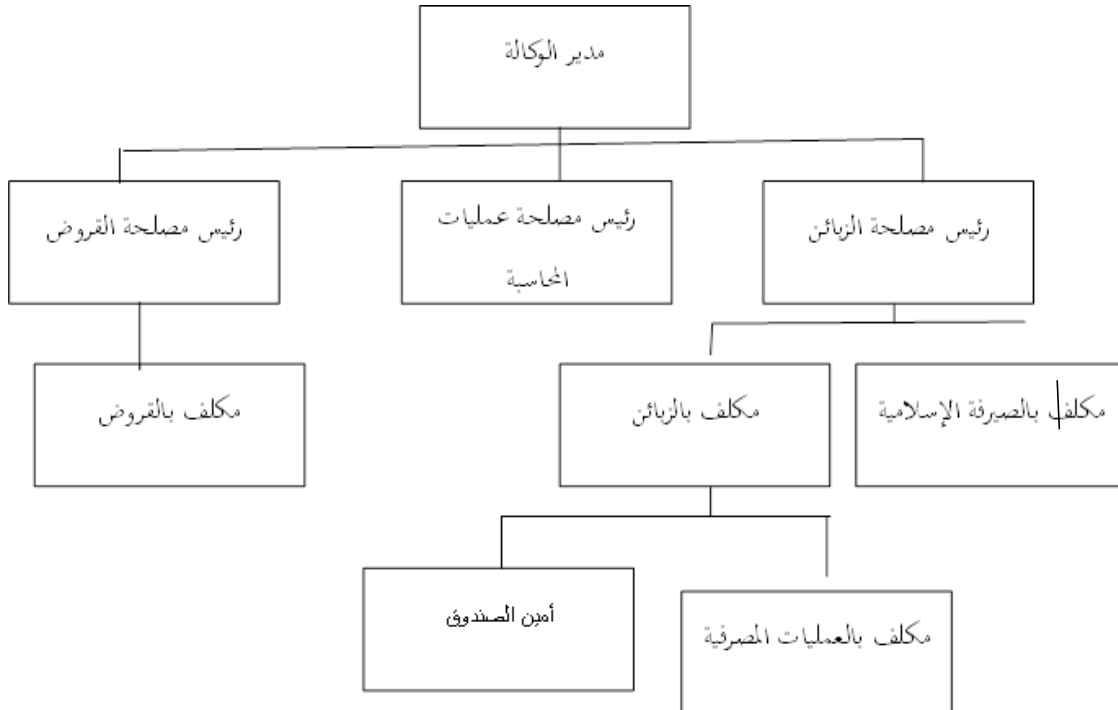 مدير الوكالة
رئيس مصلحة الزبائن
رئيس مصلحة عمليات
المحاسبة
رئيس مصلحة القروض
مكلف بالصيرفة الإسلامية
مكلف بالزبائن
مكلف بالقروض
أمين الصندوق
مكلف بالعمليات المصرفية